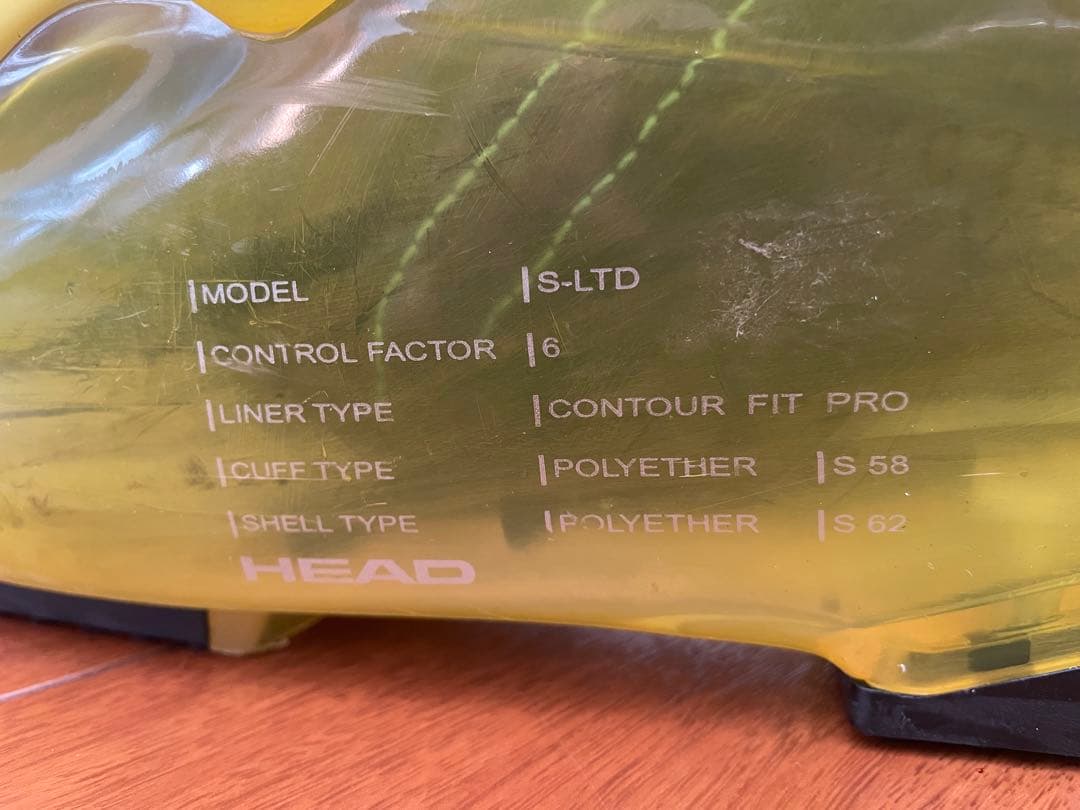 MODEL S-LTD
CONTROL FACTOR 6
LINER TYPE CONTOUR FIT PRO
CUFF TYPE POLYETHER S 58
SHELL TYPE POLYETHER S 62
HEAD